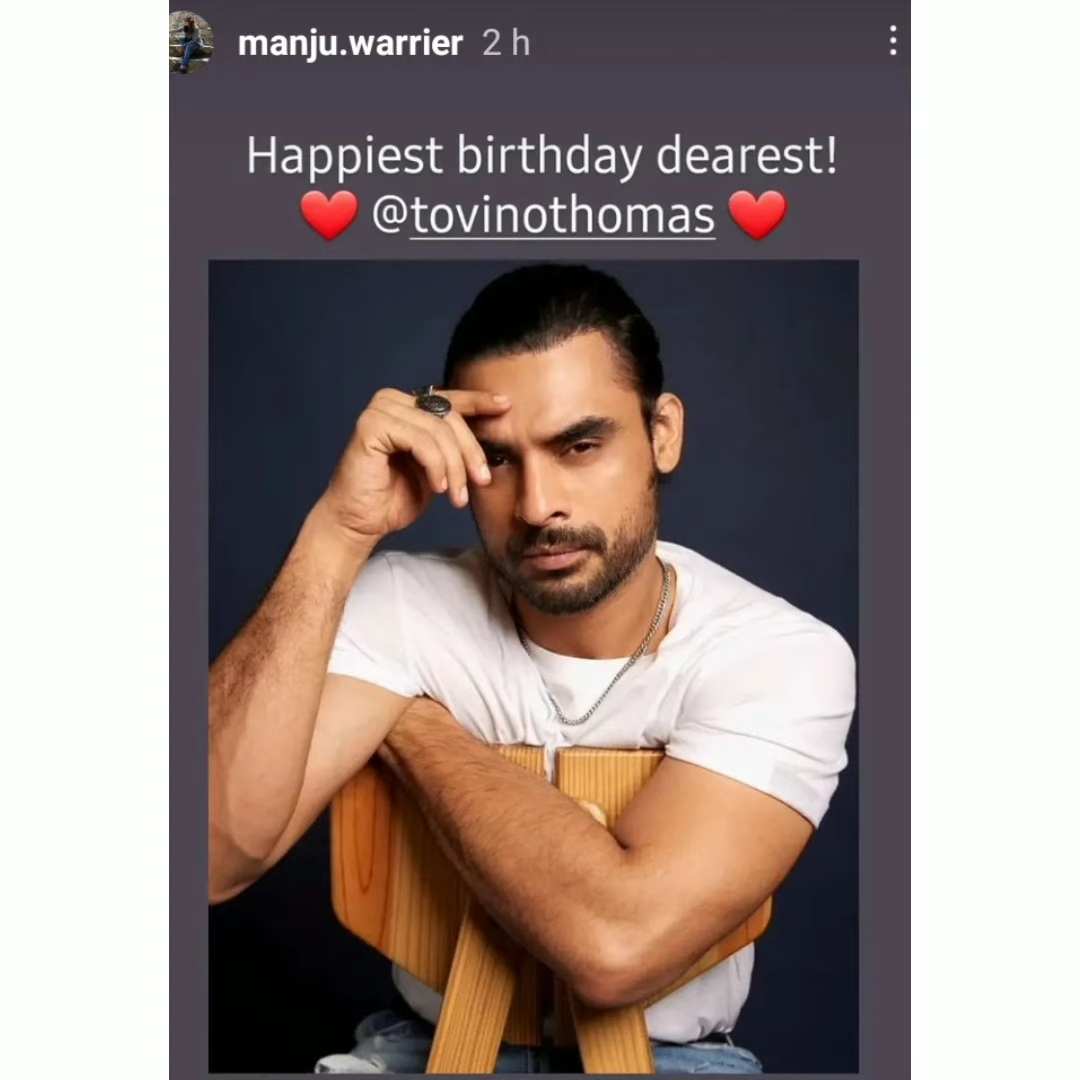 manju.warrier 2 h
Happiest birthday dearest!
❤️ @tovinothomas ❤️